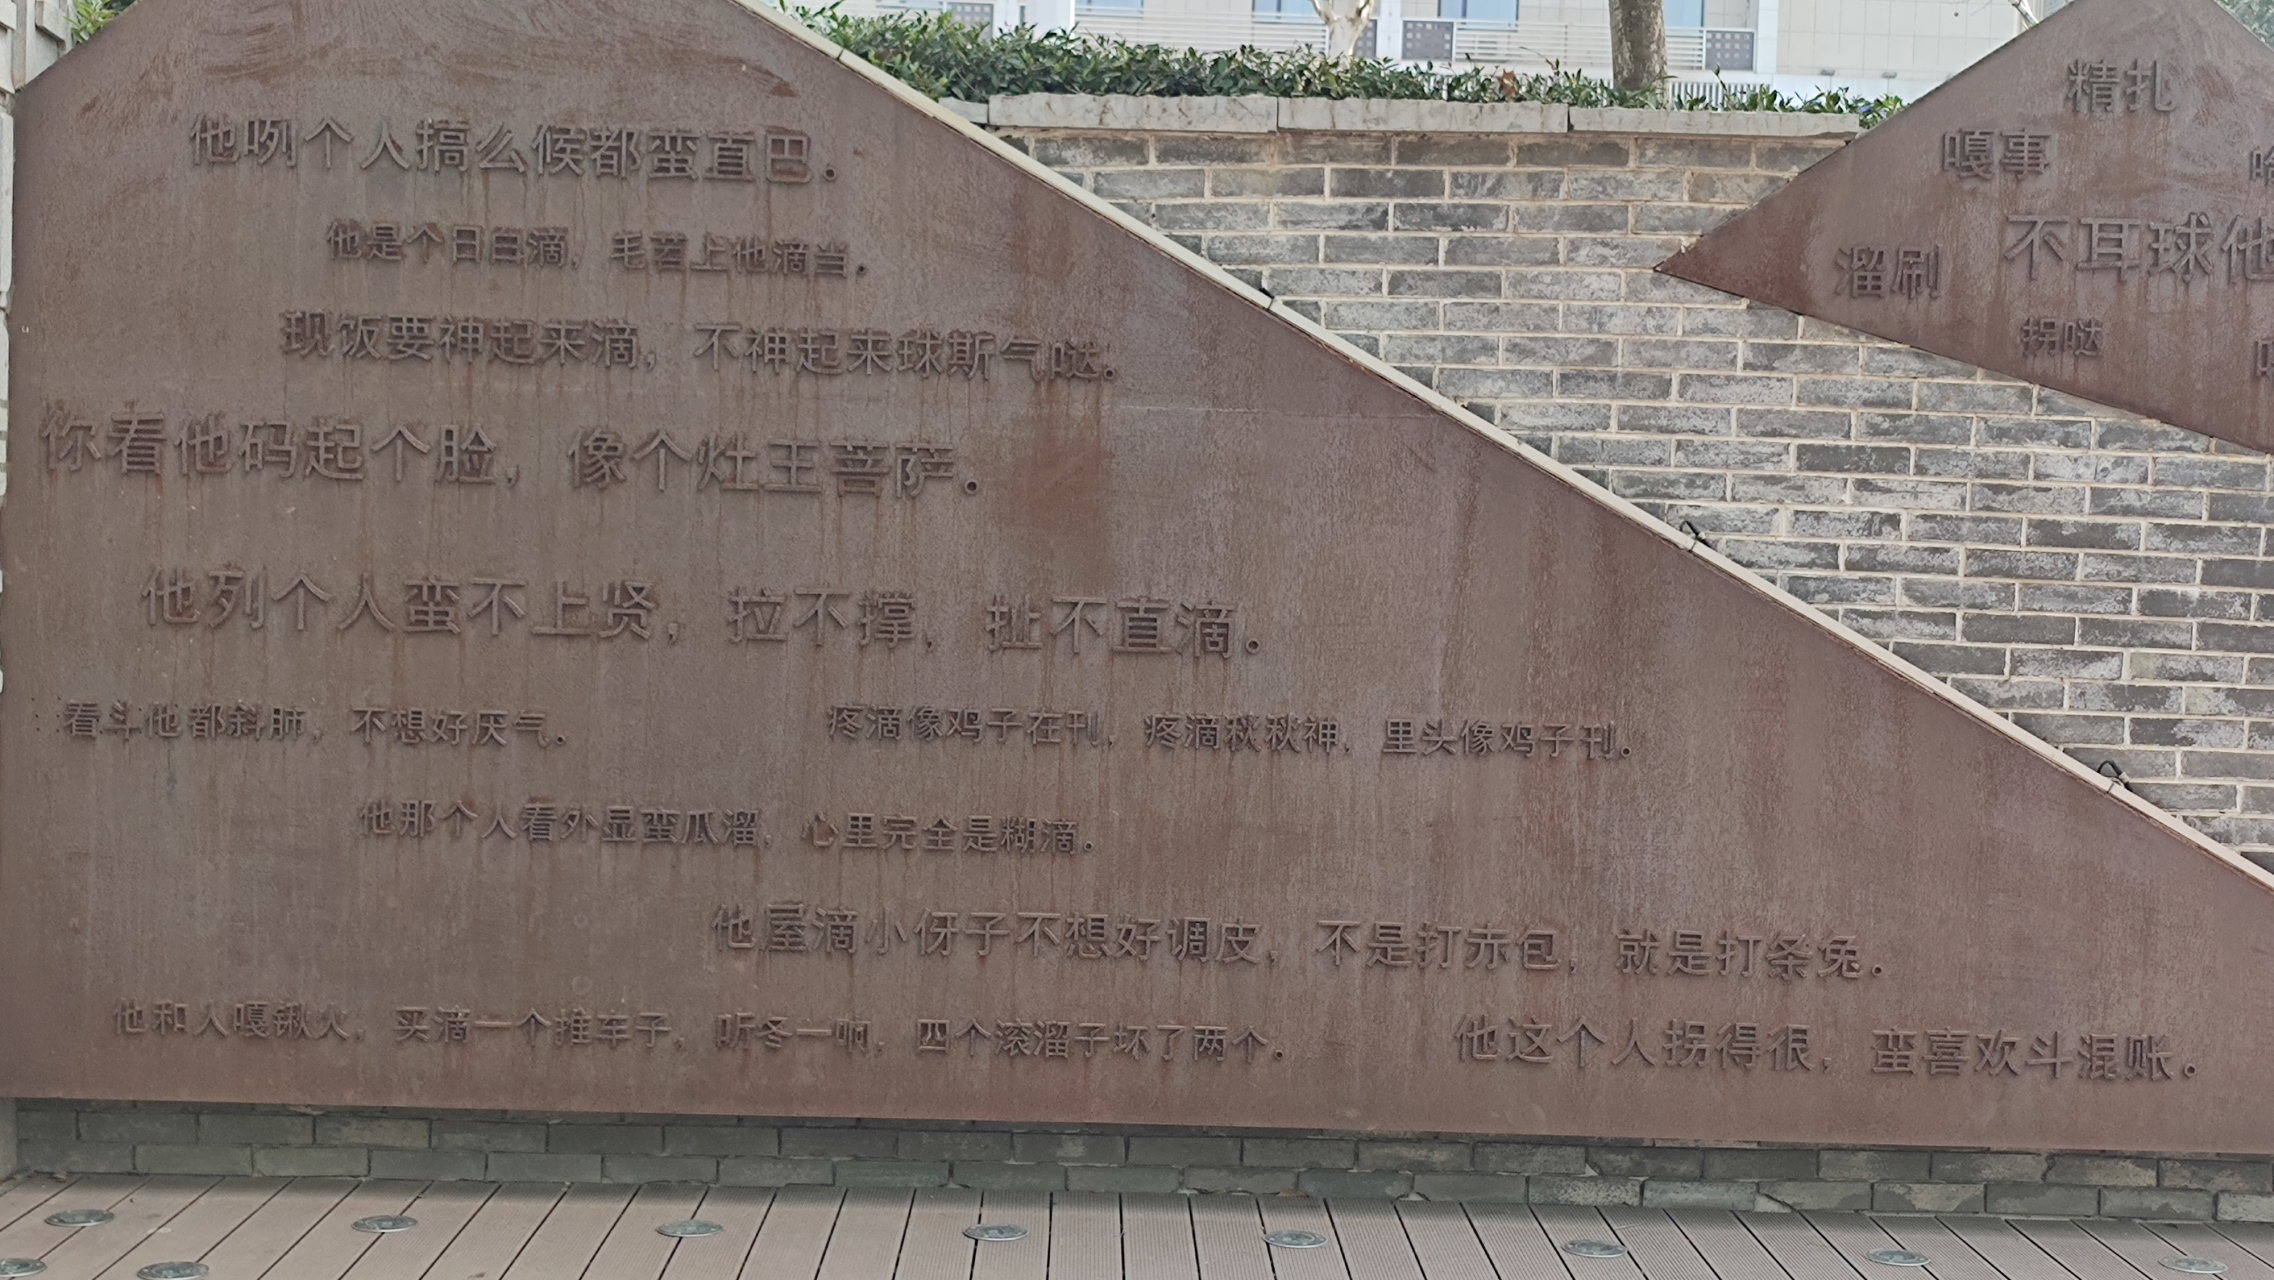 他咧个人搞么候都蛮直巴。
他是个日白滴，毛苕上他滴当。
现饭要神起来滴，不神起来球斯气哒。
你看他码起个脸，像个灶王菩萨。
他列个人蛮不上贤，拉不撑，扯不直滴。
看斗他都斜肺，不想好厌气。
疼滴像鸡子在刊，疼滴秋秋神，里头像鸡子刊。
他那个人看外显蛮瓜溜，心里完全是糊滴。
他屋滴小伢子不想好调皮，不是打赤包，就是打条兔。
他和人嘎锹火，买滴一个推车子，听冬一响，四个滚溜子坏了两个。
他这个人拐得很，蛮喜欢斗混账。
精扎
嘎事
不耳球他
溜刷
拐哒